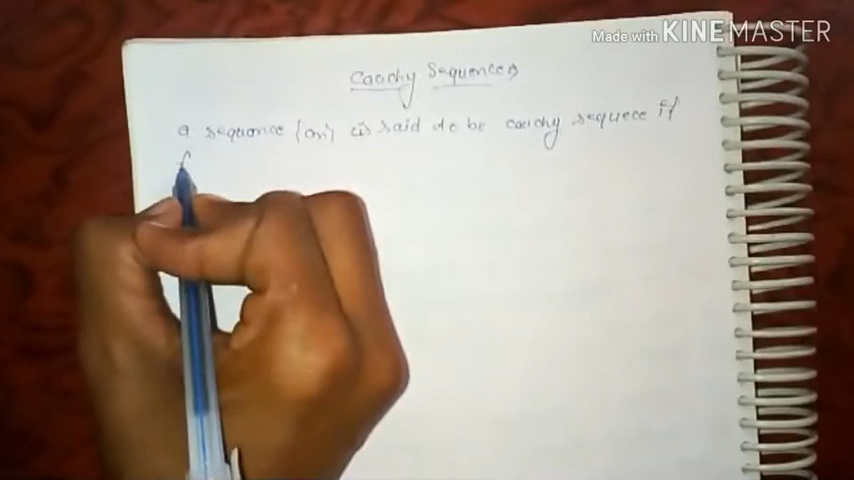 Made with KINEMASTER
Cauchy Sequences
a sequence {an} is said to be cauchy sequece if
f